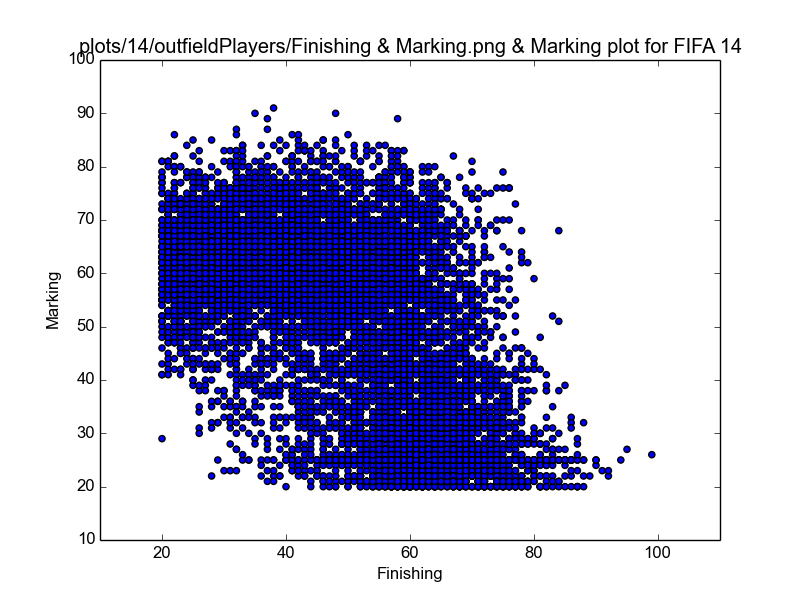 plots/14/outfieldPlayers/Finishing & Marking.png & Marking plot for FIFA 14
100
90
80
70
60
50
40
30
20
10
Marking
20 40 60 80 100
Finishing